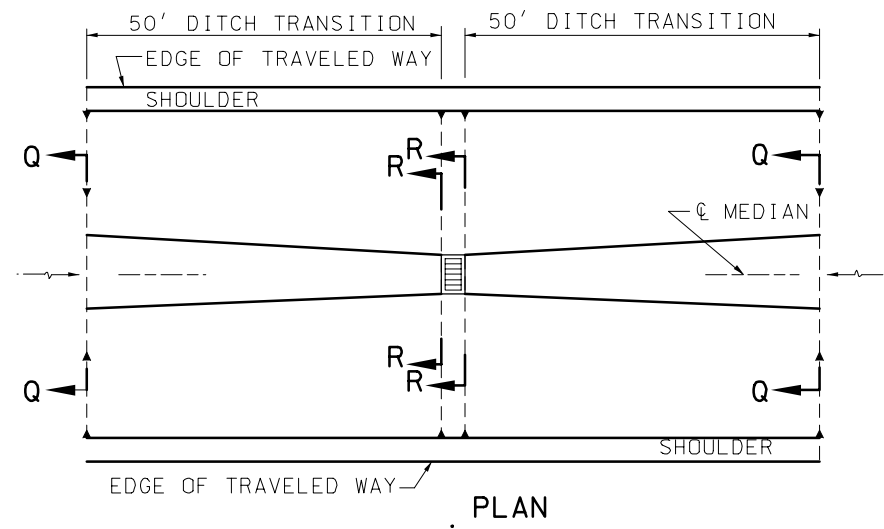 50' DITCH TRANSITION
50' DITCH TRANSITION
EDGE OF TRAVELED WAY
SHOULDER
Q
R
R
Q
℄ MEDIAN
R
R
Q
Q
SHOULDER
EDGE OF TRAVELED WAY
PLAN